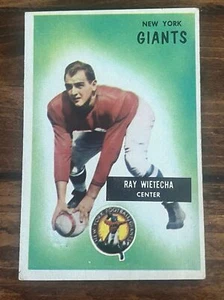 NEW YORK
GIANTS
RAY WIETECHA
CENTER